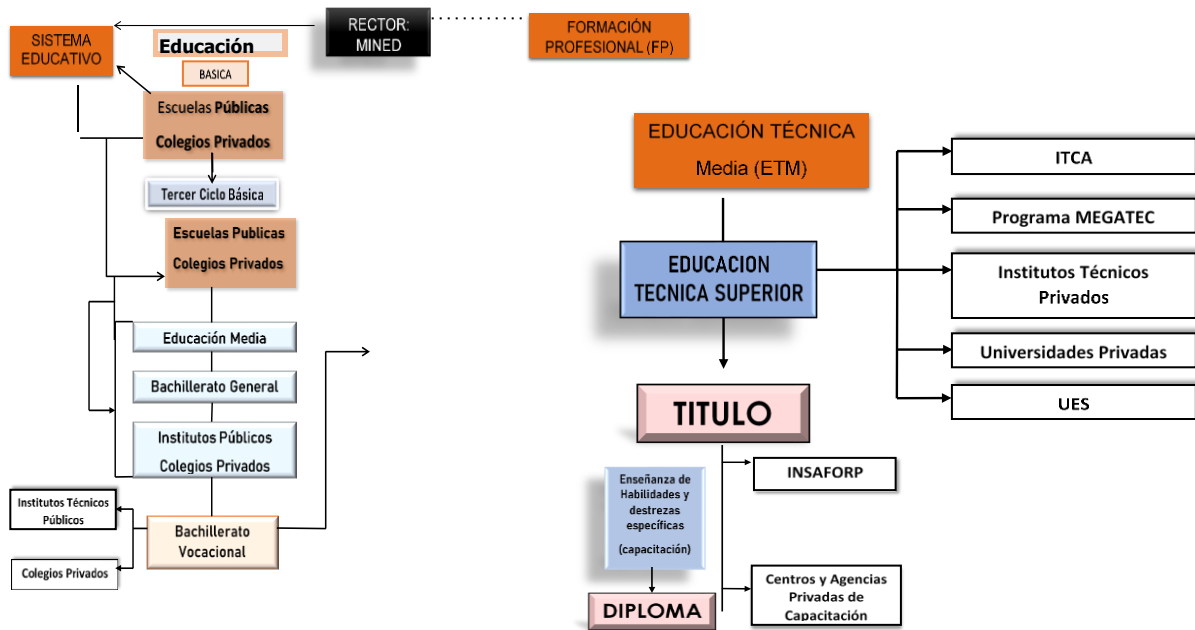 SISTEMA
EDUCATIVO
Educación
BASICA
RECTOR:
MINED
FORMACIÓN
PROFESIONAL (FP)
Escuelas Públicas
Colegios Privados
Tercer Ciclo Básica
Escuelas Publicas
Colegios Privados
Educación Media
Bachillerato General
Institutos Públicos
Colegios Privados
Institutos Técnicos
Públicos
Colegios Privados
Bachillerato
Vocacional
EDUCACIÓN TÉCNICA
Media (ETM)
EDUCACION
TECNICA SUPERIOR
ITCA
Programa MEGATEC
Institutos Técnicos
Privados
Universidades Privadas
UES
TITULO
INSAFORP
Enseñanza de
Habilidades y
destrezas
específicas
(capacitación)
DIPLOMA
Centros y Agencias
Privadas de
Capacitación